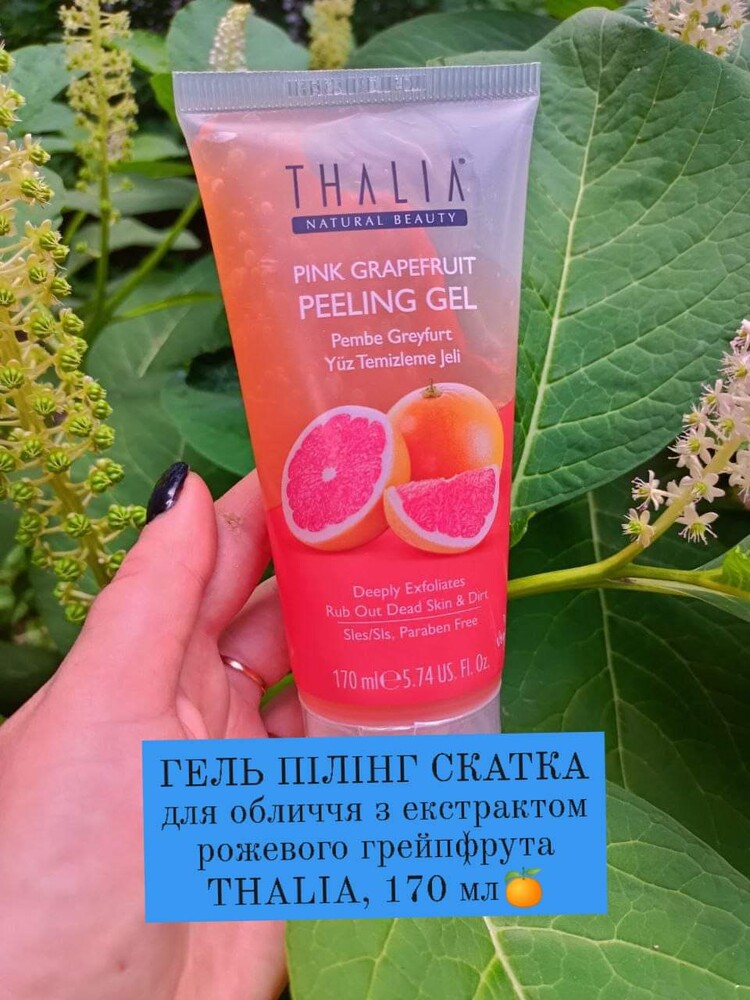 THALIA
NATURAL BEAUTY
PINK GRAPEFRUIT
PEELING GEL
Pembe Greyfurt
Yüz Temizleme Jeli
Deeply Exfoliates
Rub Out Dead Skin & Dirt
Sles/Sls, Paraben Free
170 ml℮5.74 US. Fl. Oz.
ГЕЛЬ ПІЛІНГ СКАТКА
для обличчя з екстрактом
рожевого грейпфрута
THALIA, 170 мл🍊